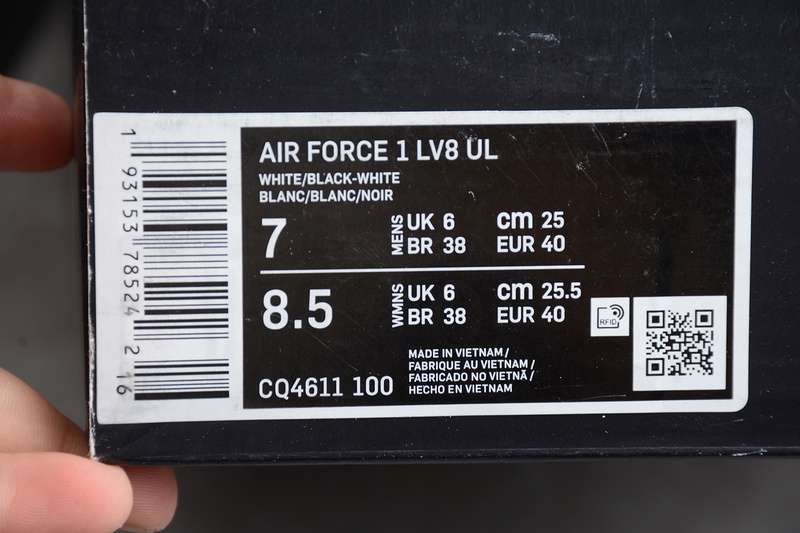 AIR FORCE 1 LV8 UL
WHITE/BLACK-WHITE
BLANC/BLANC/NOIR
7
MENS
UK 6
cm 25
BR 38
EUR 40
8.5
WMNS
UK 6
cm 25.5
BR 38
EUR 40
RFID
CQ4611 100
MADE IN VIETNAM /
FABRIQUE AU VIETNAM /
FABRICADO NO VIETNÃ /
HECHO EN VIETNAM
1 93153 78524 2 16